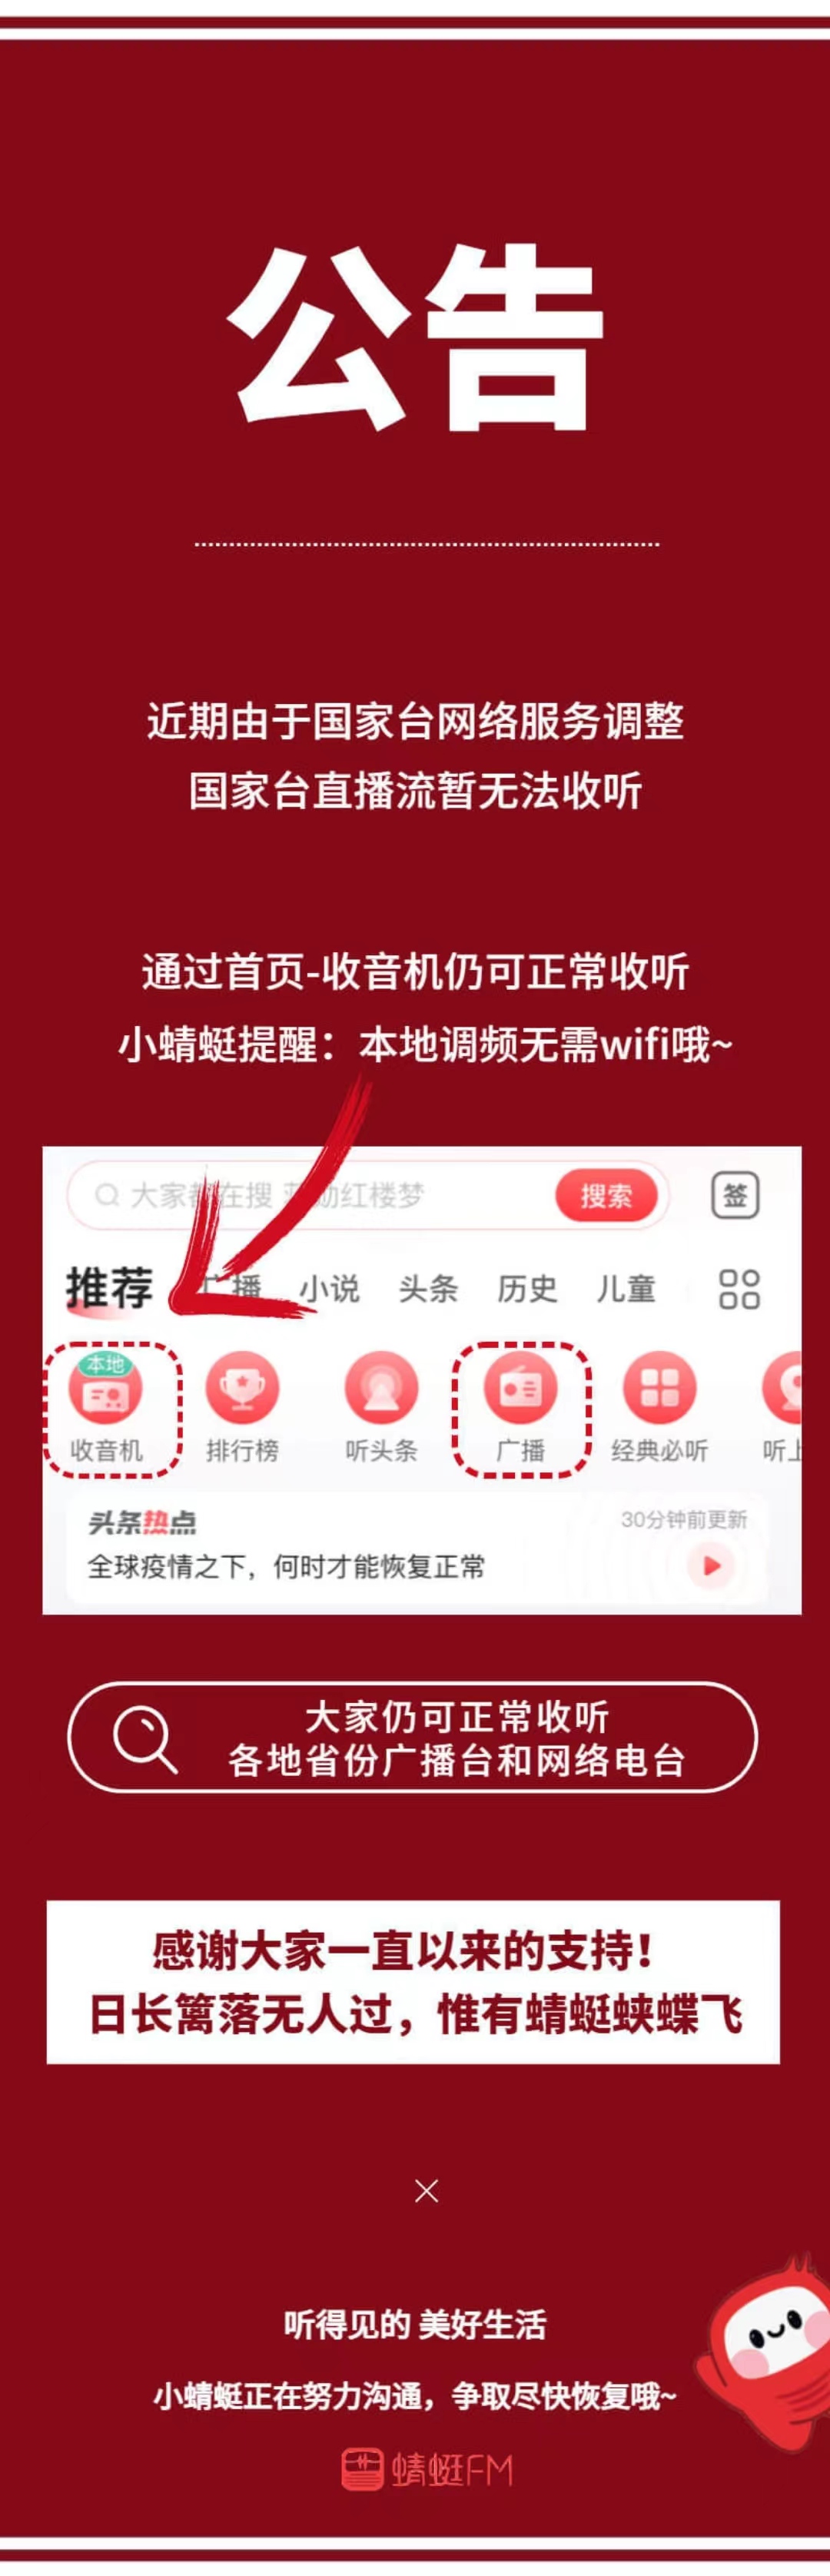 公告
近期由于国家台网络服务调整
国家台直播流暂无法收听
通过首页-收音机仍可正常收听
小蜻蜓提醒：本地调频无需wifi哦~
大家都在搜 蒋勋红楼梦
搜索
签
推荐 广播 小说 头条 历史 儿童
本地
收音机 排行榜 听头条 广播 经典必听 听上
头条热点
30分钟前更新
全球疫情之下，何时才能恢复正常
大家仍可正常收听
各地省份广播台和网络电台
感谢大家一直以来的支持！
日长篱落无人过，惟有蜻蜓蛱蝶飞
听得见的 美好生活
小蜻蜓正在努力沟通，争取尽快恢复哦~
蜻蜓FM